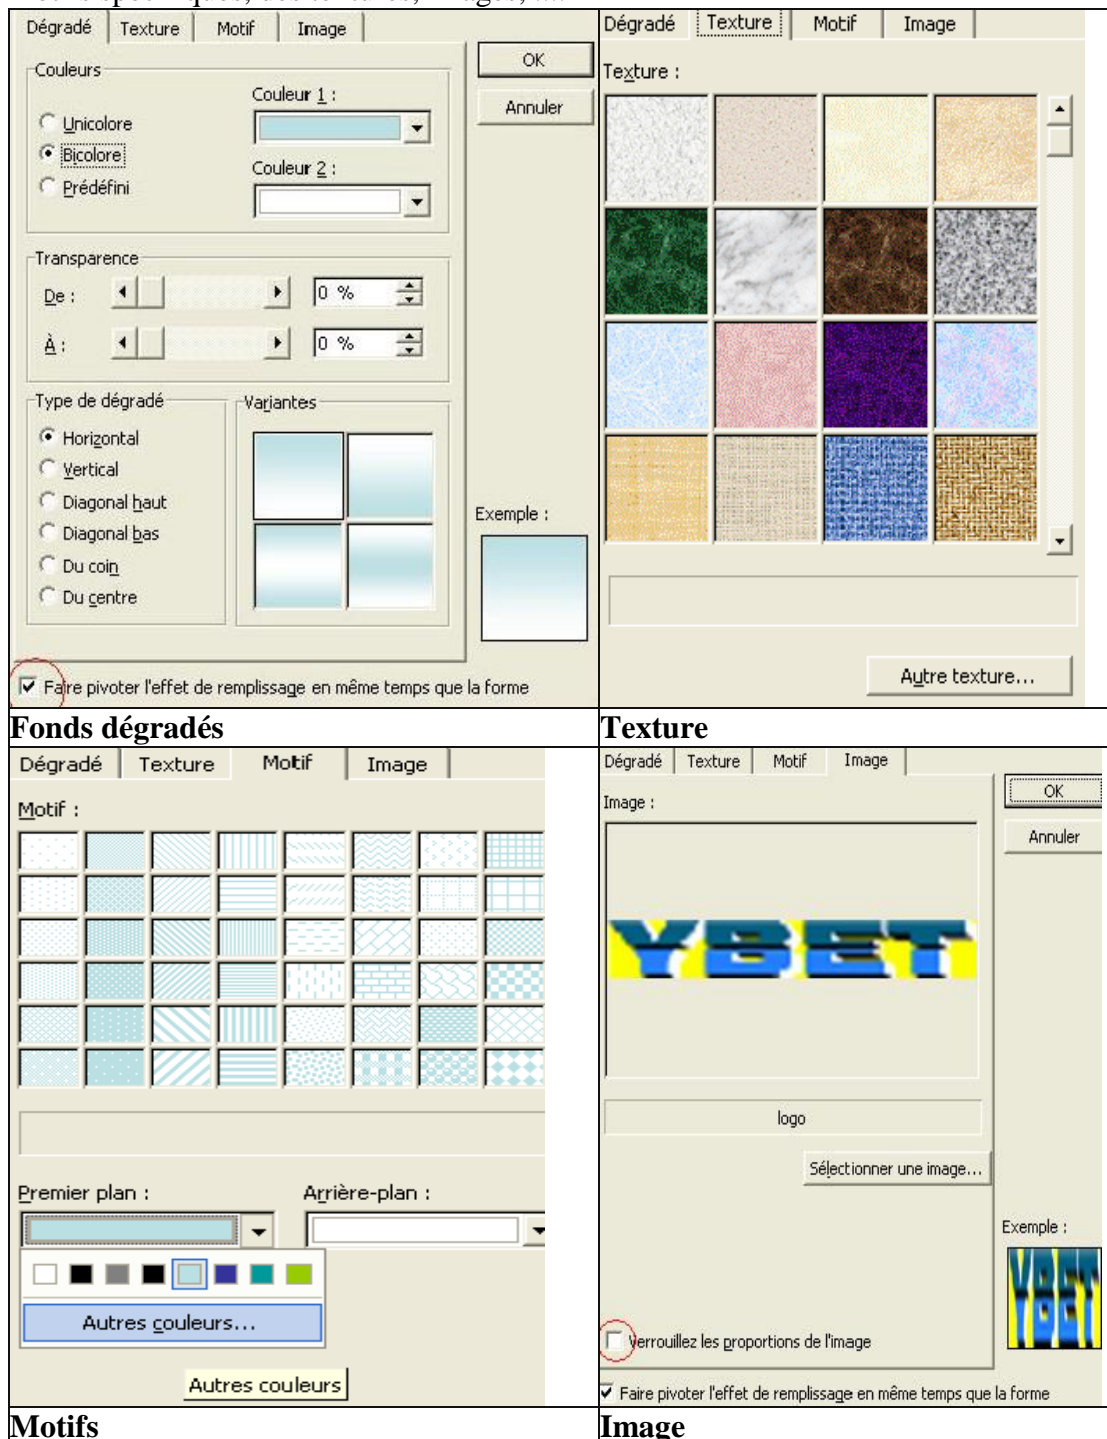 Dégradé Texture Motif Image
OK
Annuler
Couleurs
Unicolore
Bicolore
Prédéfini
Couleur 1 :
Couleur 2 :
Transparence
De : 0 %
À : 0 %
Type de dégradé
Horizontal
Vertical
Diagonal haut
Diagonal bas
Du coin
Du centre
Variantes
Exemple :
Faire pivoter l'effet de remplissage en même temps que la forme
Fonds dégradés
Dégradé Texture Motif Image
Texture :
Autre texture...
Texture
Dégradé Texture Motif Image
Motif :
Premier plan : Arrière-plan :
Autres couleurs...
Autres couleurs
Motifs
Dégradé Texture Motif Image
Image :
OK
Annuler
YBET
logo
Sélectionner une image...
Exemple :
YBET
YBET
Verrouillez les proportions de l'image
Faire pivoter l'effet de remplissage en même temps que la forme
Image